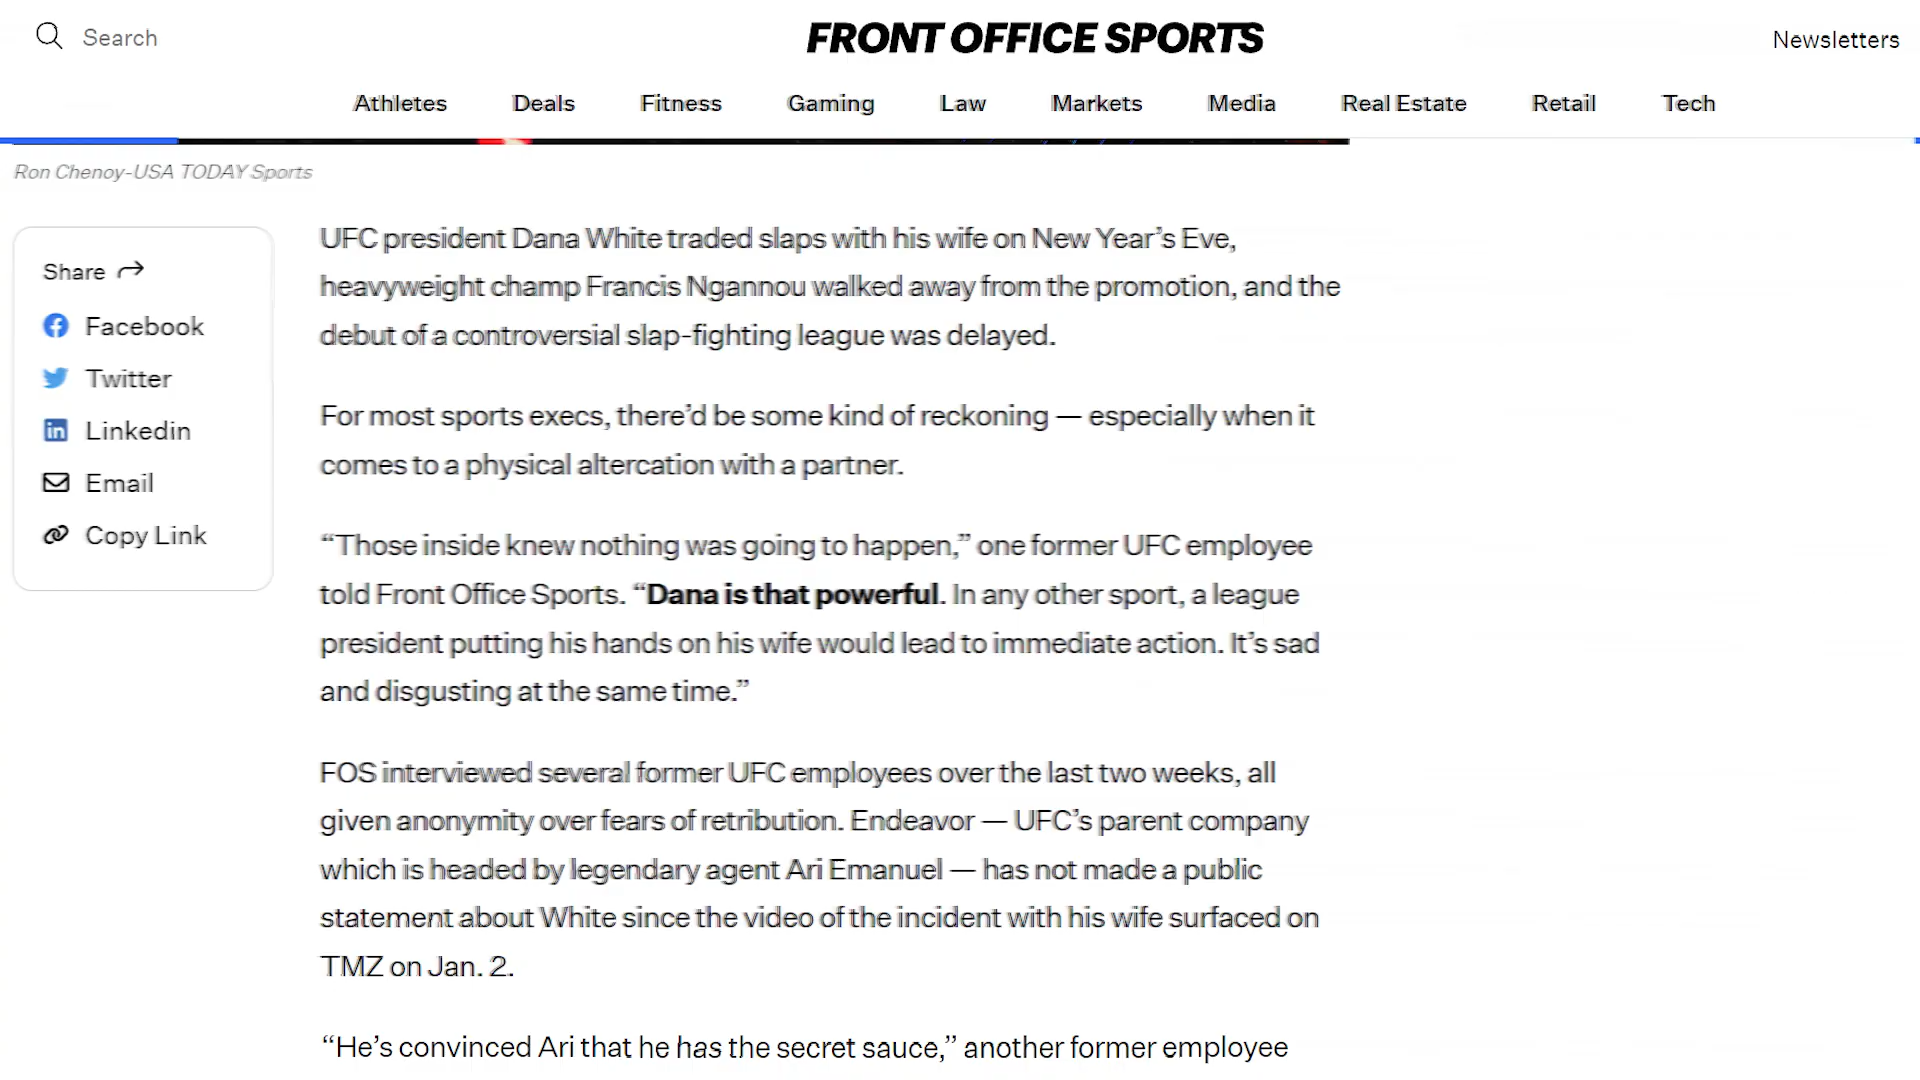 Search
FRONT OFFICE SPORTS
Newsletters
Athletes Deals Fitness Gaming Law Markets Media Real Estate Retail Tech
Ron Chenoy-USA TODAY Sports
Share
Facebook
Twitter
Linkedin
Email
Copy Link
UFC president Dana White traded slaps with his wife on New Year’s Eve,
heavyweight champ Francis Ngannou walked away from the promotion, and the
debut of a controversial slap-fighting league was delayed.
For most sports execs, there’d be some kind of reckoning — especially when it
comes to a physical altercation with a partner.
“Those inside knew nothing was going to happen,” one former UFC employee
told Front Office Sports. “Dana is that powerful. In any other sport, a league
president putting his hands on his wife would lead to immediate action. It’s sad
and disgusting at the same time.”
FOS interviewed several former UFC employees over the last two weeks, all
given anonymity over fears of retribution. Endeavor — UFC’s parent company
which is headed by legendary agent Ari Emanuel — has not made a public
statement about White since the video of the incident with his wife surfaced on
TMZ on Jan. 2.
“He’s convinced Ari that he has the secret sauce,” another former employee